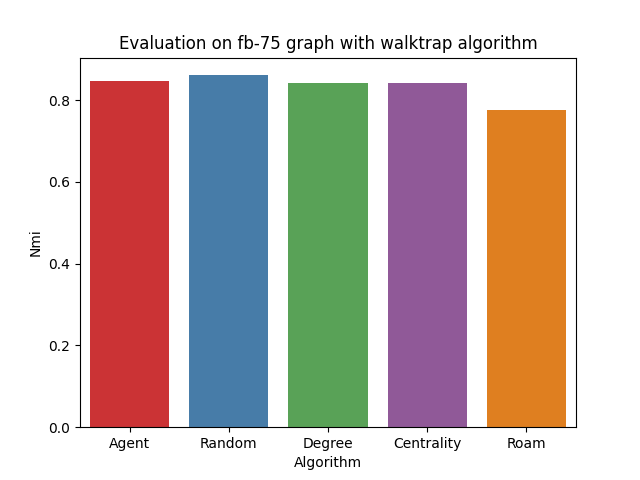 Evaluation on fb-75 graph with walktrap algorithm
Nmi
0.8
0.6
0.4
0.2
0.0
Agent Random Degree Centrality Roam
Algorithm